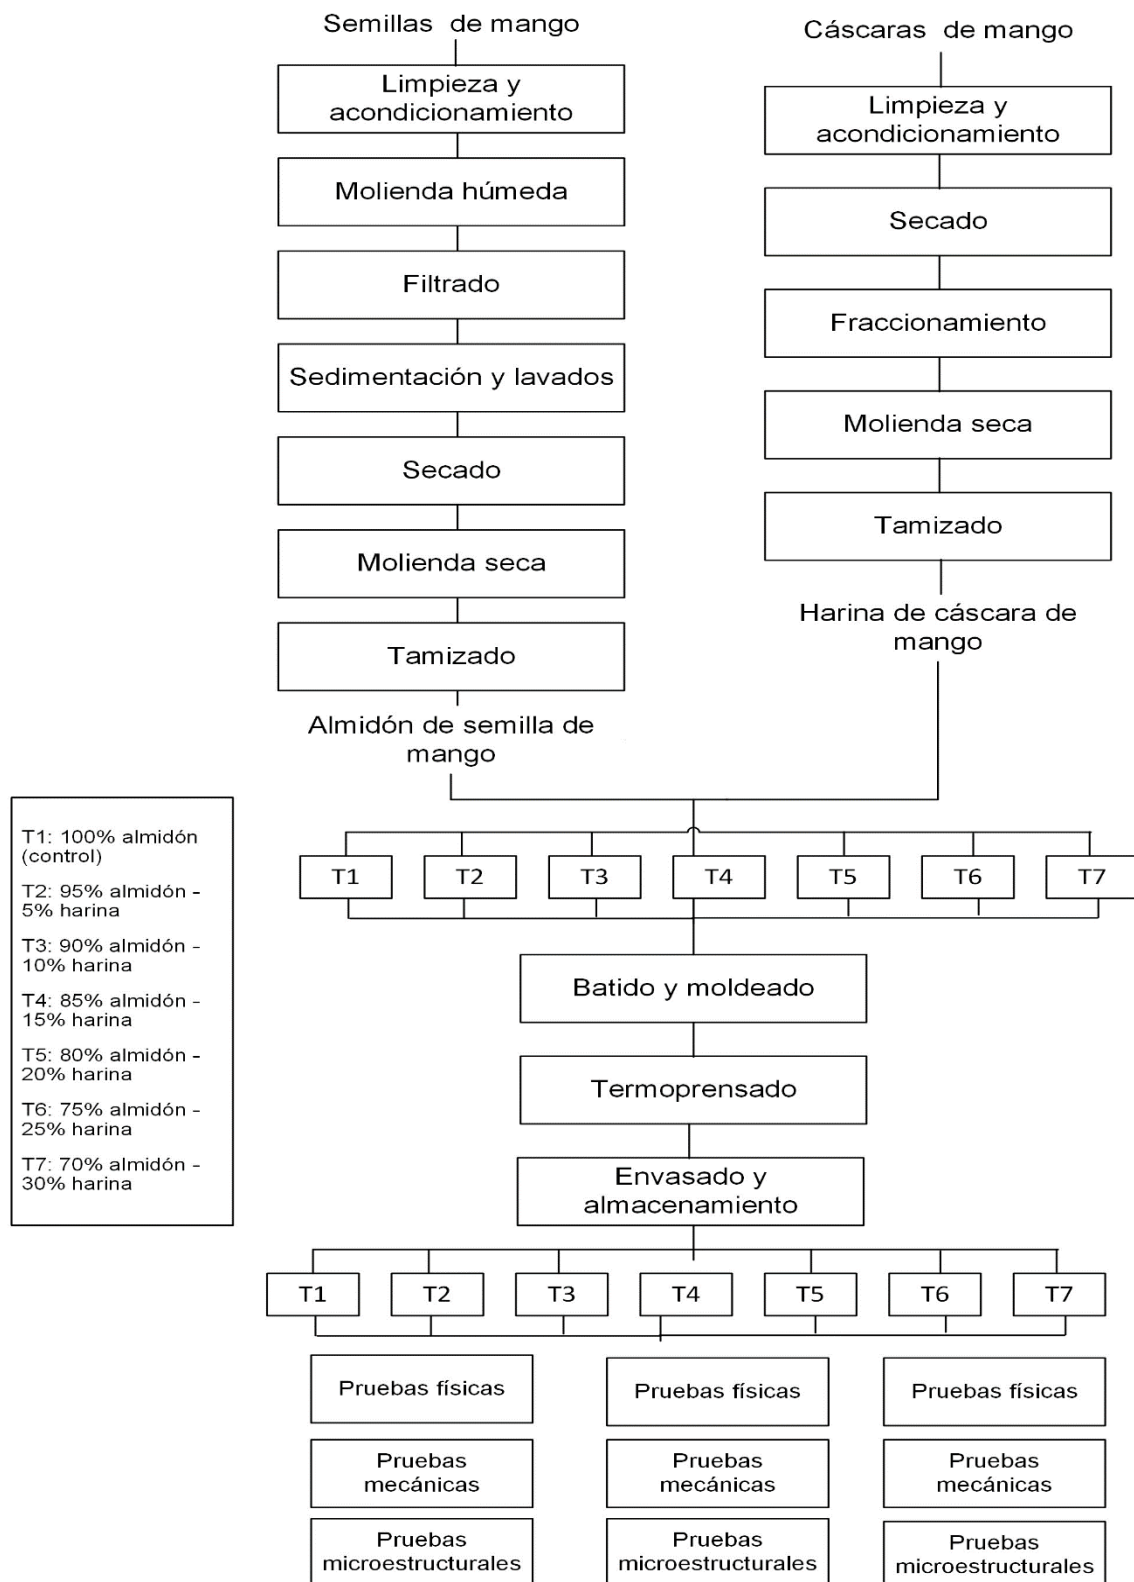 Semillas de mango
Limpieza y
acondicionamiento
Molienda húmeda
Filtrado
Sedimentación y lavados
Secado
Molienda seca
Tamizado
Almidón de semilla de
mango
Cáscaras de mango
Limpieza y
acondicionamiento
Secado
Fraccionamiento
Molienda seca
Tamizado
Harina de cáscara de
mango
T1: 100% almidón
(control)
T2: 95% almidón -
5% harina
T3: 90% almidón -
10% harina
T4: 85% almidón -
15% harina
T5: 80% almidón -
20% harina
T6: 75% almidón -
25% harina
T7: 70% almidón -
30% harina
T1 T2 T3 T4 T5 T6 T7
Batido y moldeado
Termoprensado
Envasado y
almacenamiento
T1 T2 T3 T4 T5 T6 T7
Pruebas físicas
Pruebas
mecánicas
Pruebas
microestructurales
Pruebas físicas
Pruebas
mecánicas
Pruebas
microestructurales
Pruebas físicas
Pruebas
mecánicas
Pruebas
microestructurales